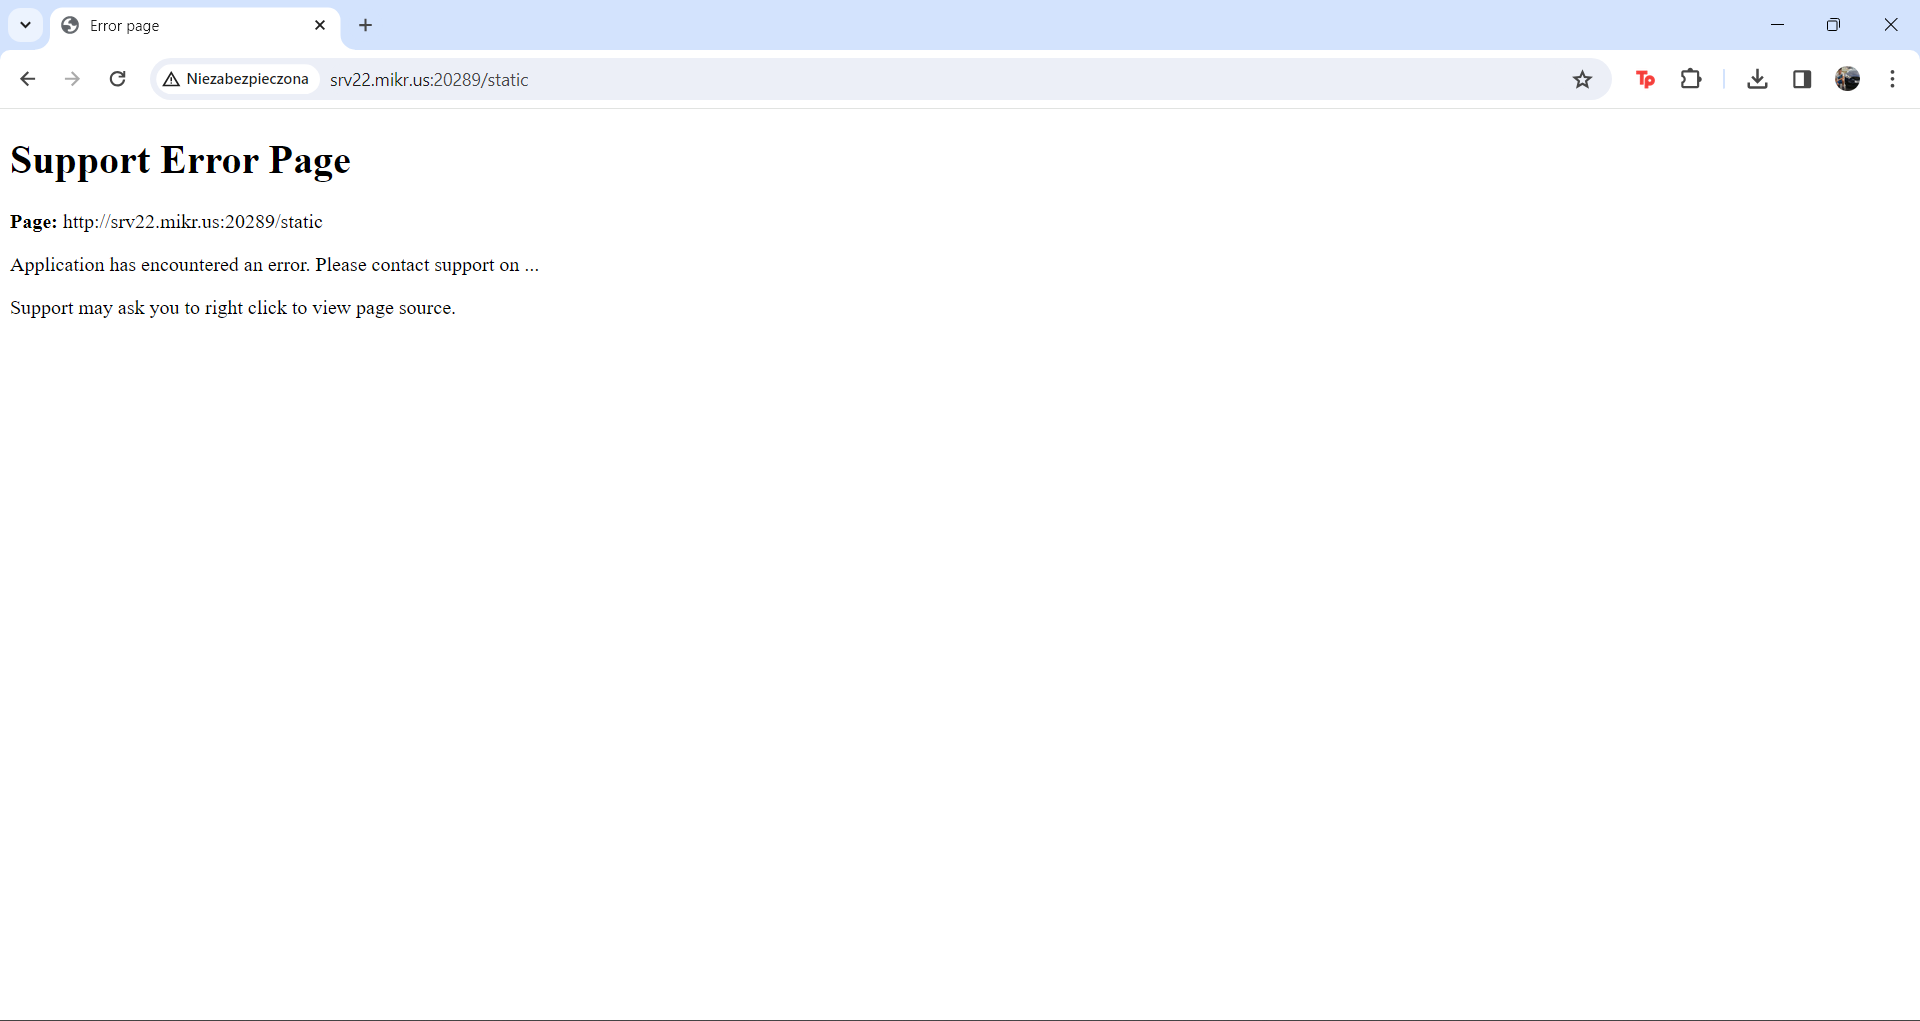 Error page
Niezabezpieczona srv22.mikr.us:20289/static
Tp
Support Error Page
Page: http://srv22.mikr.us:20289/static
Application has encountered an error. Please contact support on ...
Support may ask you to right click to view page source.